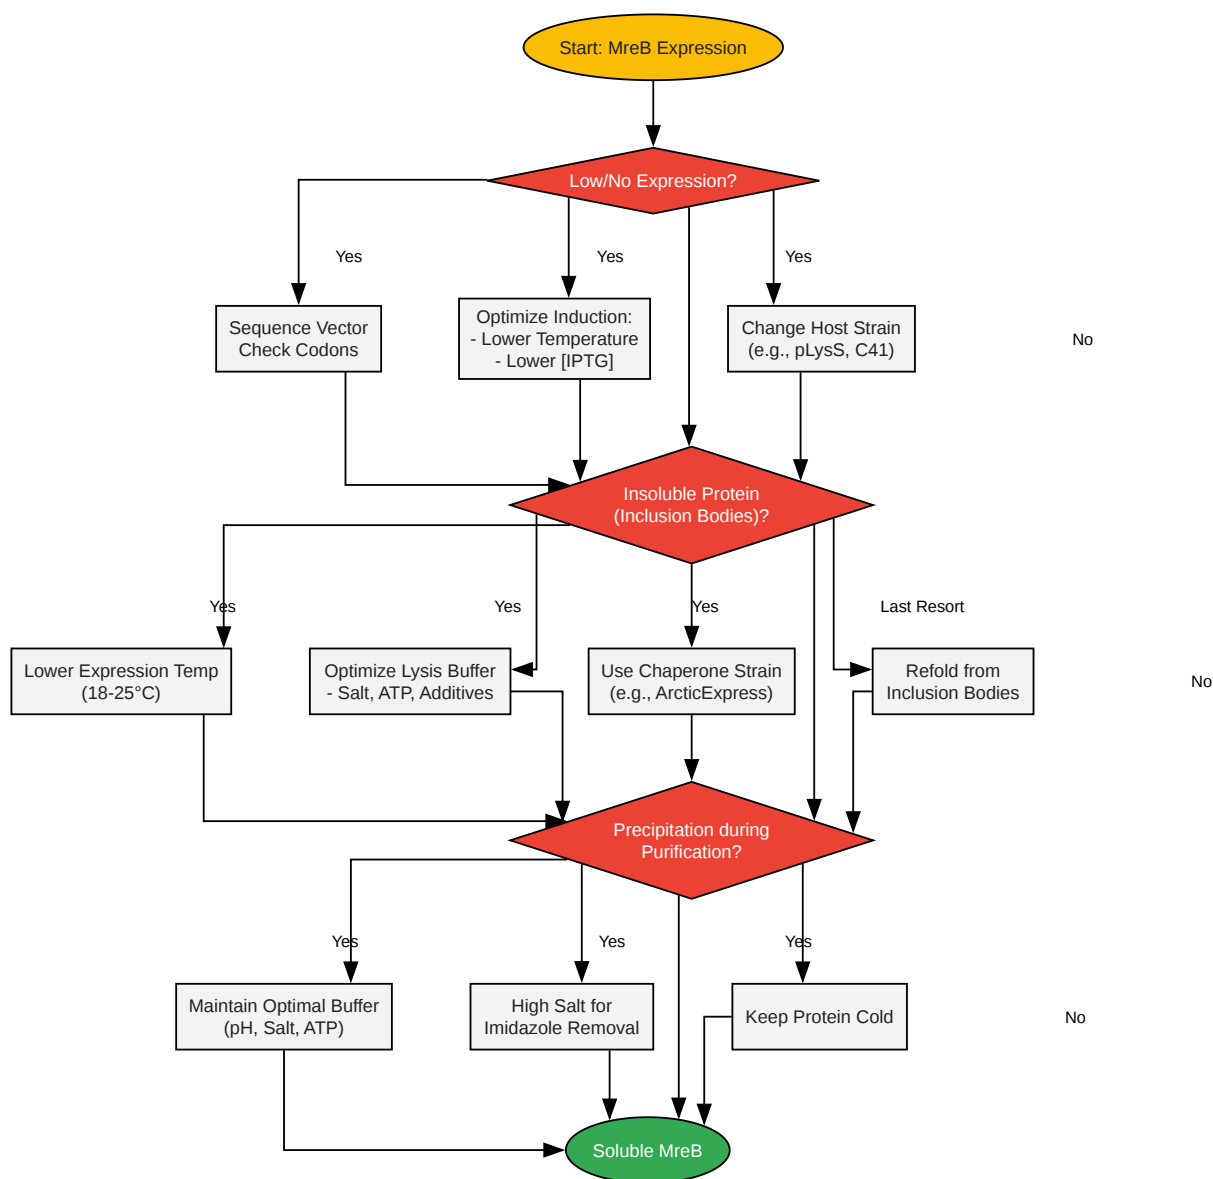 Start: MreB Expression
Low/No Expression?
Yes
Yes
Yes
Sequence Vector
Check Codons
Optimize Induction:
- Lower Temperature
- Lower [IPTG]
Change Host Strain
(e.g., pLysS, C41)
No
Insoluble Protein
(Inclusion Bodies)?
Yes
Yes
Yes
Last Resort
Lower Expression Temp
(18-25°C)
Optimize Lysis Buffer
- Salt, ATP, Additives
Use Chaperone Strain
(e.g., ArcticExpress)
Refold from
Inclusion Bodies
No
Precipitation during
Purification?
Yes
Yes
Yes
Maintain Optimal Buffer
(pH, Salt, ATP)
High Salt for
Imidazole Removal
Keep Protein Cold
No
Soluble MreB